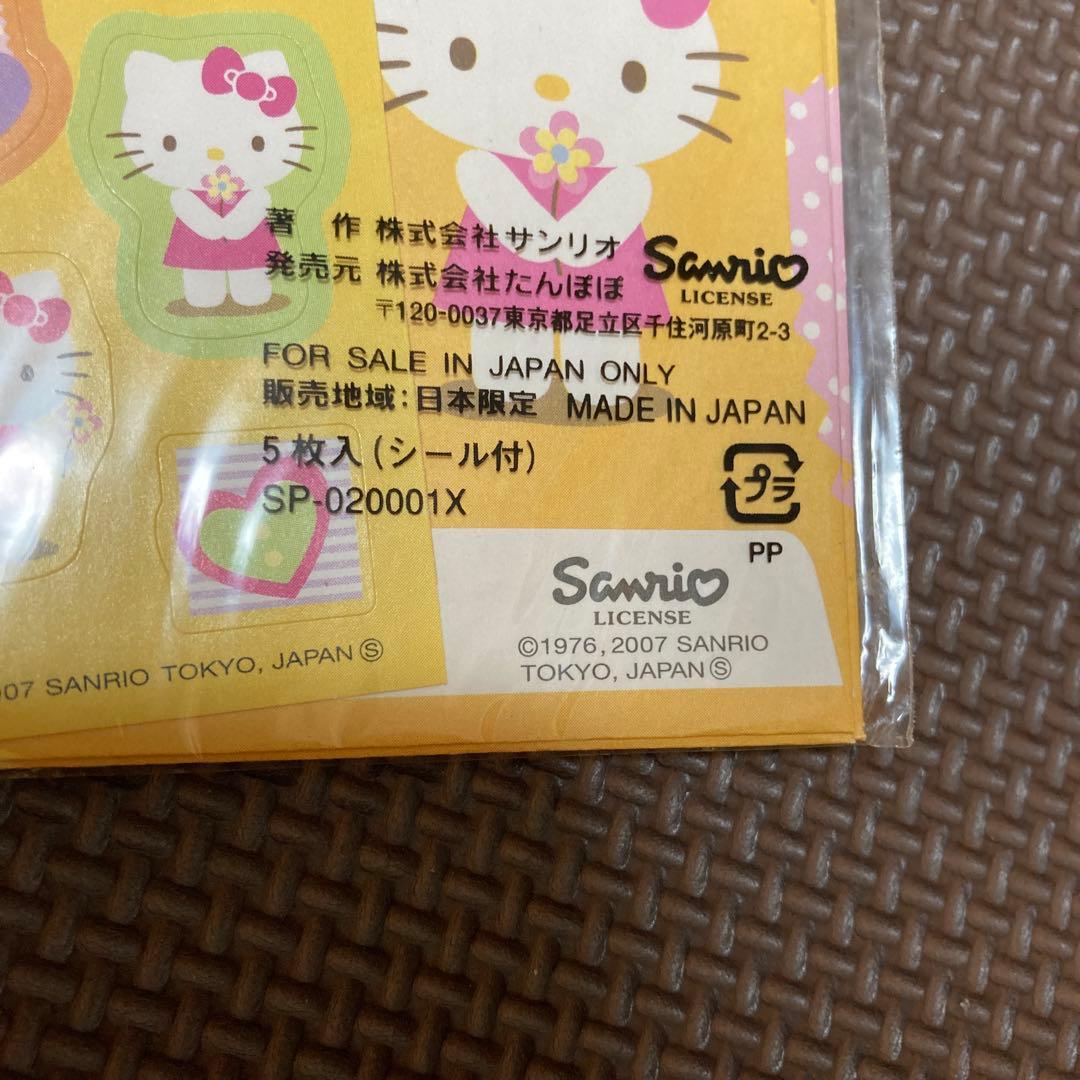 著 作 株式会社サンリオ
発売元 株式会社たんぽぽ
Sanrio
LICENSE
〒120-0037東京都足立区千住河原町2-3
FOR SALE IN JAPAN ONLY
販売地域:日本限定 MADE IN JAPAN
5枚入(シール付)
SP-020001X
プラ
PP
Sanrio
LICENSE
©1976, 2007 SANRIO
TOKYO, JAPANⓈ
07 SANRIO TOKYO, JAPANⓈ